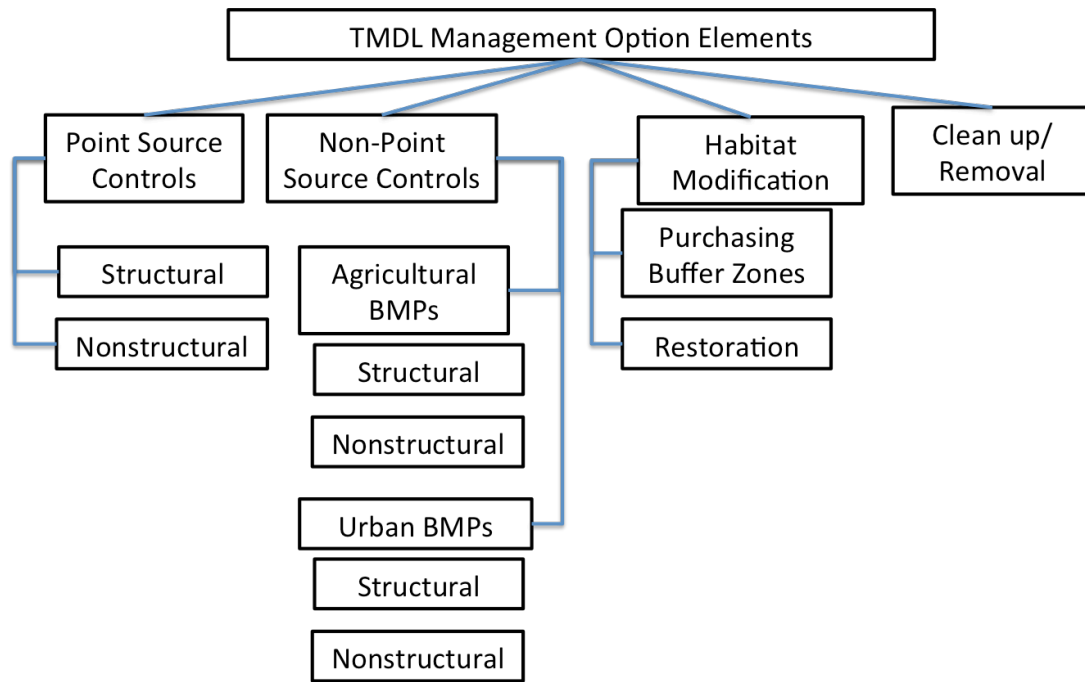 TMDL Management Option Elements
Point Source
Controls
Structural
Nonstructural
Non-Point
Source Controls
Agricultural
BMPs
Structural
Nonstructural
Urban BMPs
Structural
Nonstructural
Habitat
Modification
Purchasing
Buffer Zones
Restoration
Clean up/
Removal